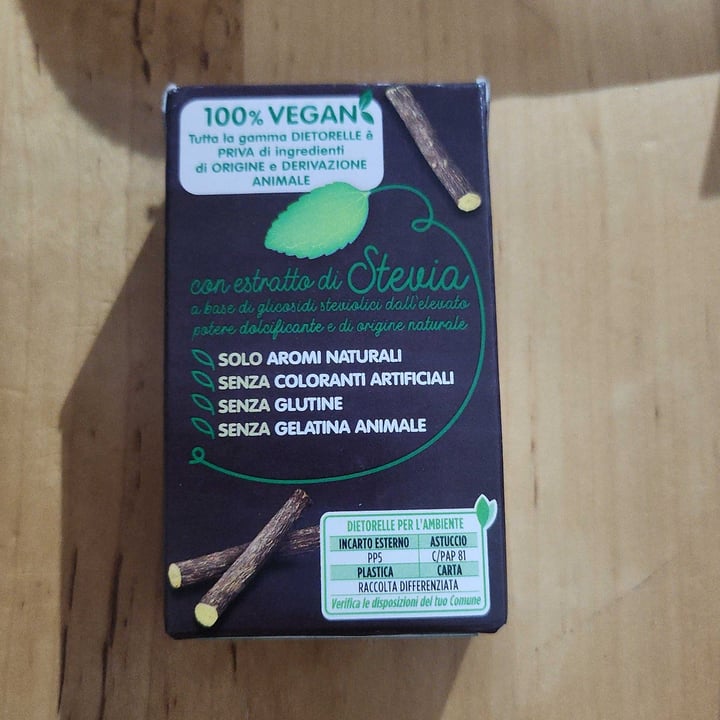 100% VEGAN
Tutta la gamma DIETORELLE è
PRIVA di ingredienti
di ORIGINE e DERIVAZIONE
ANIMALE
con estratto di Stevia
a base di glicosidi steviolici dall'elevato
potere dolcificante e di origine naturale
SOLO AROMI NATURALI
SENZA COLORANTI ARTIFICIALI
SENZA GLUTINE
SENZA GELATINA ANIMALE
DIETORELLE PER L'AMBIENTE
INCARTO ESTERNO ASTUCCIO
PP5 C/PAP 81
PLASTICA CARTA
RACCOLTA DIFFERENZIATA
Verifica le disposizioni del tuo Comune